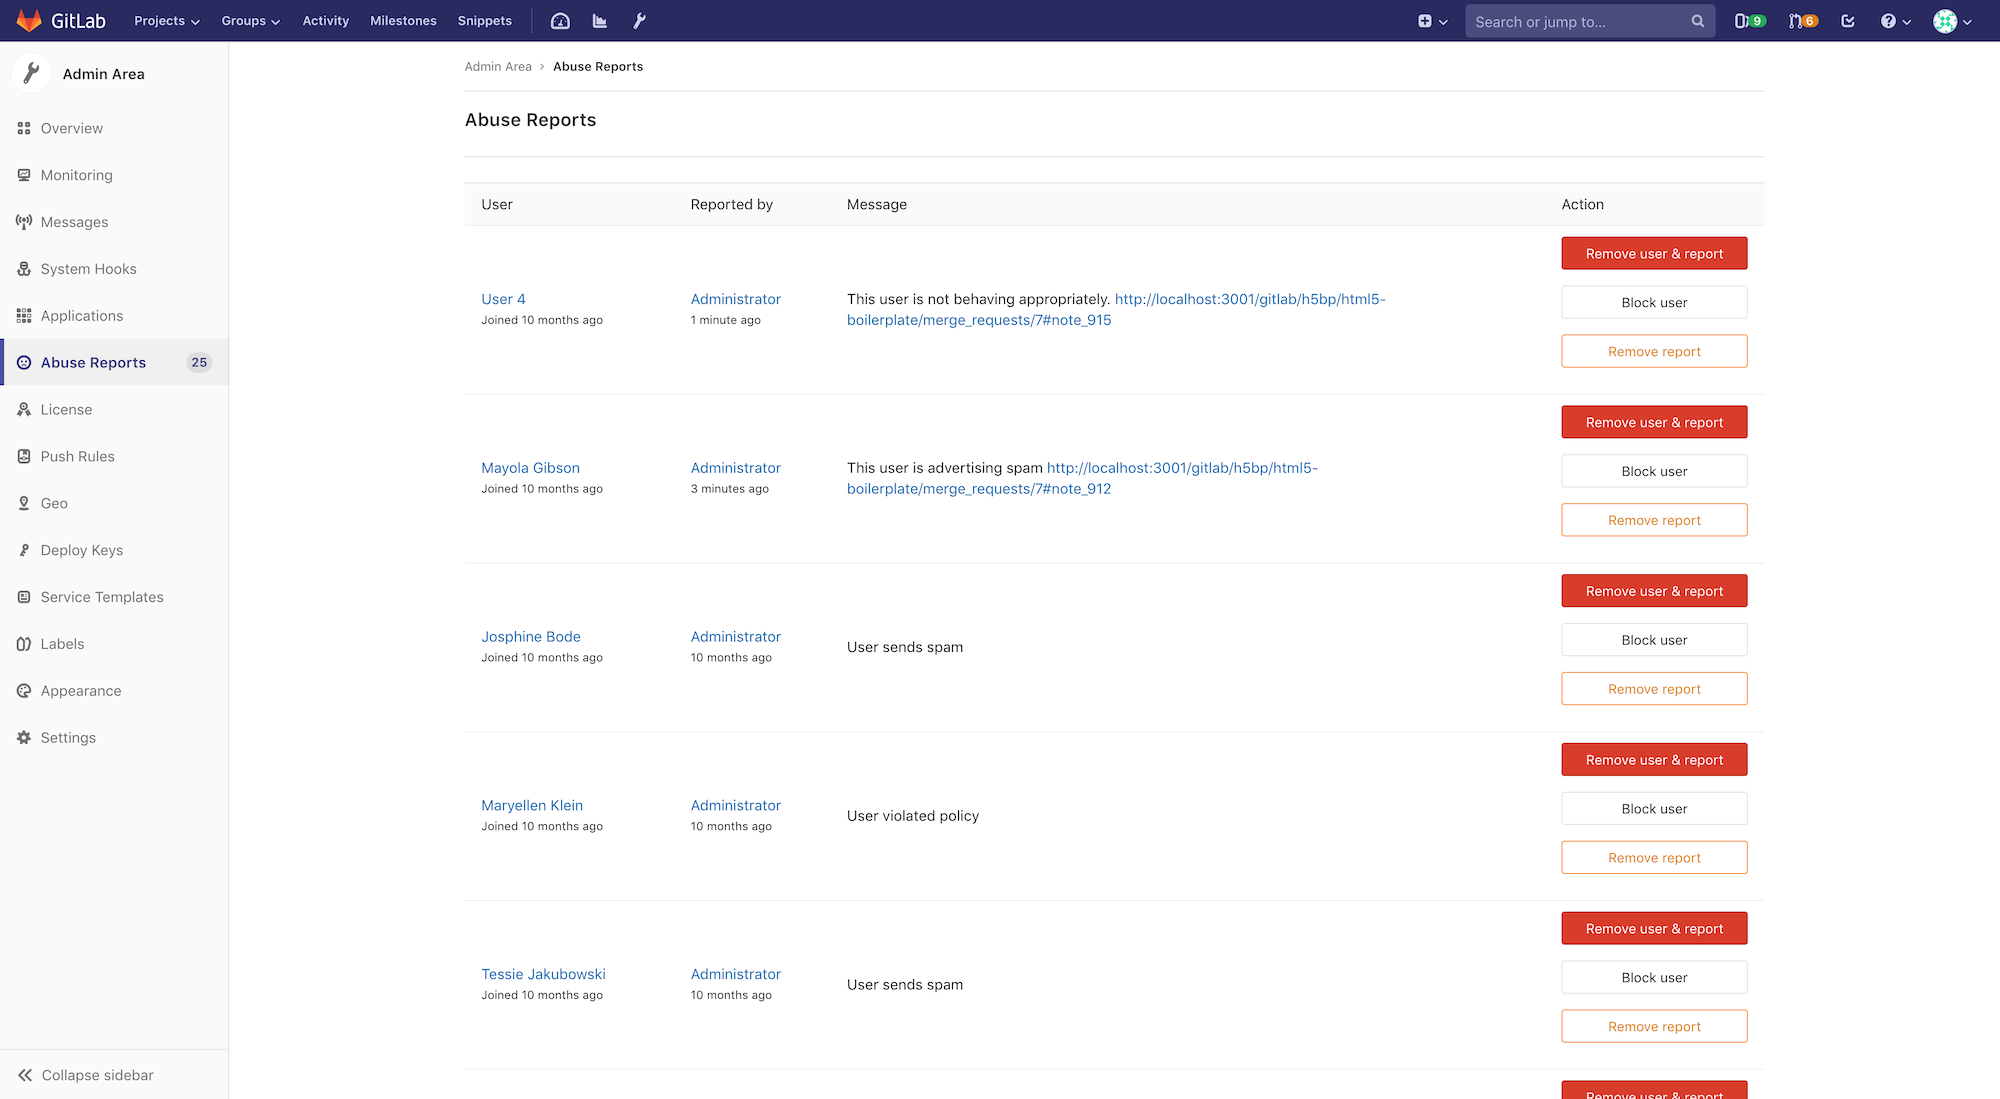 GitLab Projects Groups Activity Milestones Snippets Search or jump to... 9 6
Admin Area
Overview
Monitoring
Messages
System Hooks
Applications
Abuse Reports 25
License
Push Rules
Geo
Deploy Keys
Service Templates
Labels
Appearance
Settings
Collapse sidebar
Admin Area › Abuse Reports
Abuse Reports
User Reported by Message Action
User 4
Joined 10 months ago
Administrator
1 minute ago
This user is not behaving appropriately. http://localhost:3001/gitlab/h5bp/html5-
boilerplate/merge_requests/7#note_915
Remove user & report
Block user
Remove report
Mayola Gibson
Joined 10 months ago
Administrator
3 minutes ago
This user is advertising spam http://localhost:3001/gitlab/h5bp/html5-
boilerplate/merge_requests/7#note_912
Remove user & report
Block user
Remove report
Josphine Bode
Joined 10 months ago
Administrator
10 months ago
User sends spam
Remove user & report
Block user
Remove report
Maryellen Klein
Joined 10 months ago
Administrator
10 months ago
User violated policy
Remove user & report
Block user
Remove report
Tessie Jakubowski
Joined 10 months ago
Administrator
10 months ago
User sends spam
Remove user & report
Block user
Remove report
Remove user & report